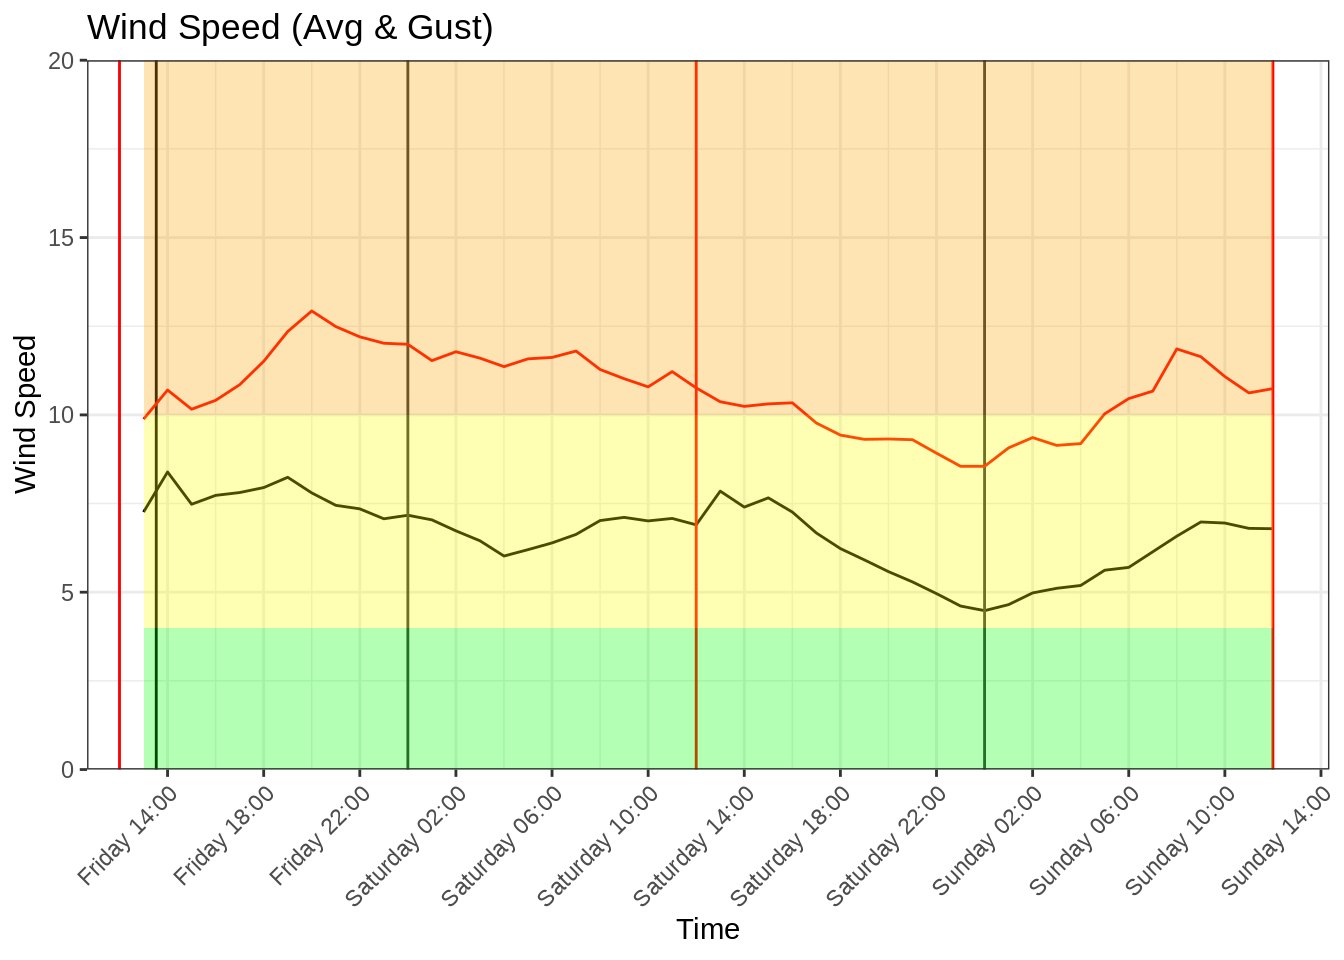 Wind Speed (Avg & Gust)
20
15
10
5
0
Wind Speed
Friday 14:00
Friday 18:00
Friday 22:00
Saturday 02:00
Saturday 06:00
Saturday 10:00
Saturday 14:00
Saturday 18:00
Saturday 22:00
Sunday 02:00
Sunday 06:00
Sunday 10:00
Sunday 14:00
Time